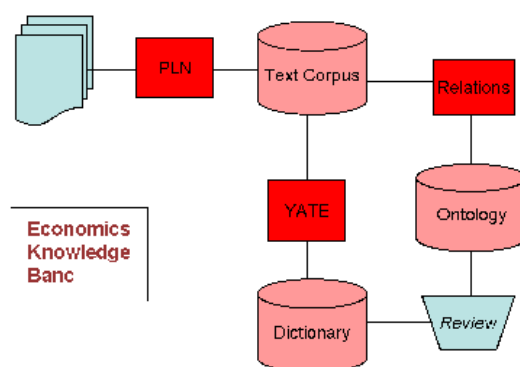 PLN
Text Corpus
Relations
YATE
Ontology
Economics
Knowledge
Banc
Dictionary
Review